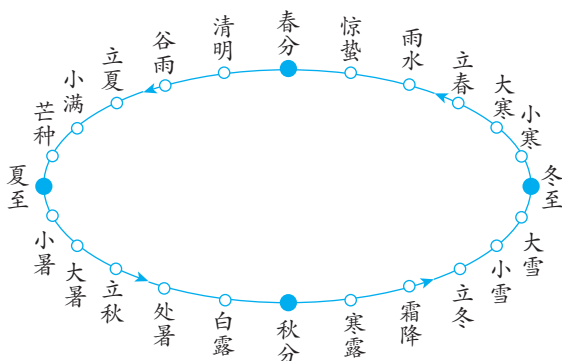 春分
清明
谷雨
立夏
小满
芒种
夏至
小暑
大暑
立秋
处暑
白露
秋分
寒露
霜降
立冬
小雪
大雪
冬至
小寒
大寒
立春
雨水
惊蛰